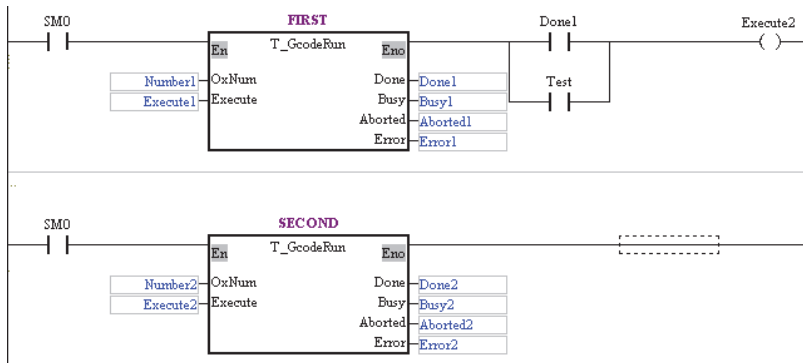 SM0 FIRST Done1 Execute2
En T_GcodeRun Eno
Number1 OxNum Done Done1 Test
Execute1 Execute Busy Busy1
Aborted Aborted1
Error Error1
..
SM0 SECOND
En T_GcodeRun Eno
Number2 OxNum Done Done2
Execute2 Execute Busy Busy2
Aborted Aborted2
Error Error2